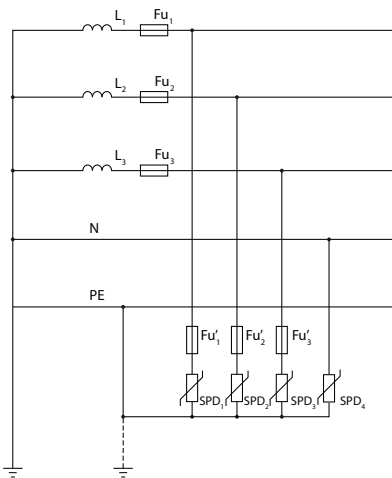 L₁ Fu₁
L₂ Fu₂
L₃ Fu₃
N
PE
Fu'₁ Fu'₂ Fu'₃
SPD₁ SPD₂ SPD₃ SPD₄